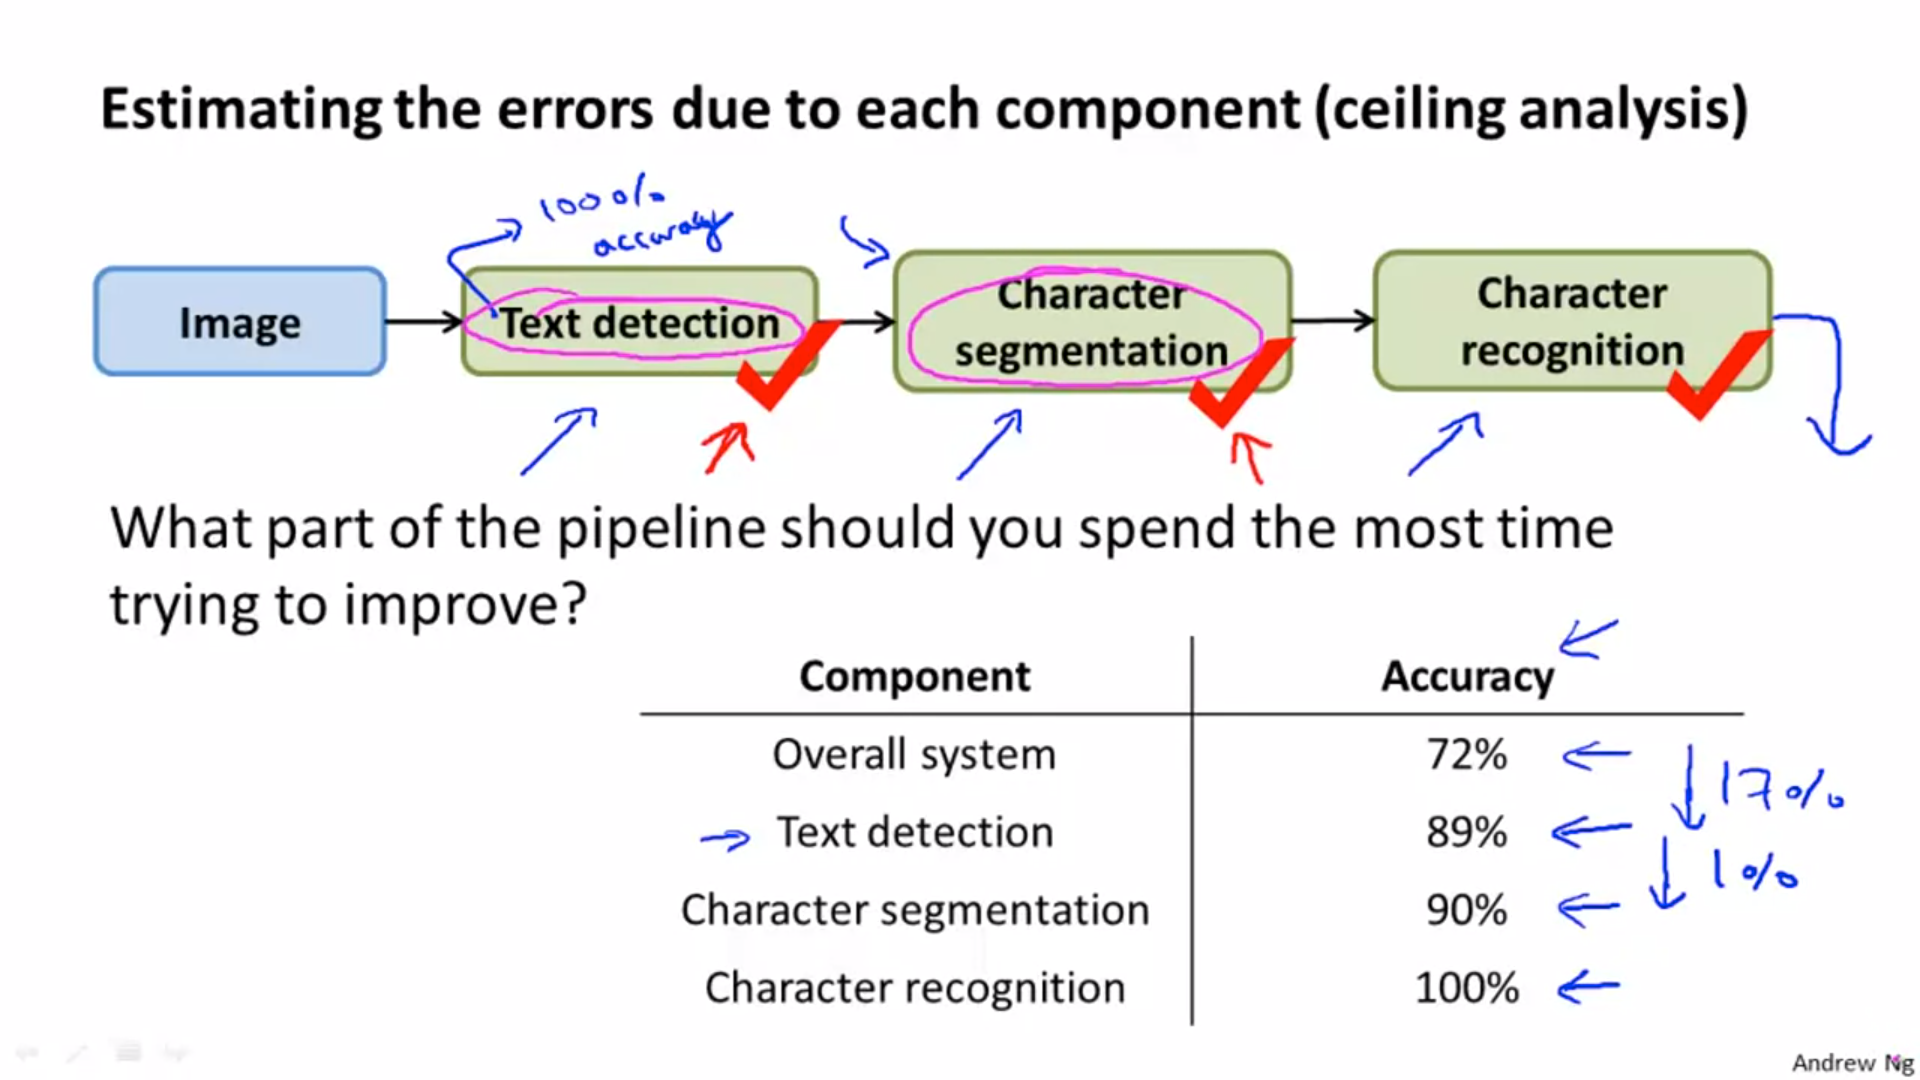 Estimating the errors due to each component (ceiling analysis)
100%
accuracy
Image
Text detection
Character
segmentation
Character
recognition
What part of the pipeline should you spend the most time
trying to improve?
Component Accuracy
Overall system 72%
17%
Text detection 89%
1%
Character segmentation 90%
Character recognition 100%
Andrew Ng